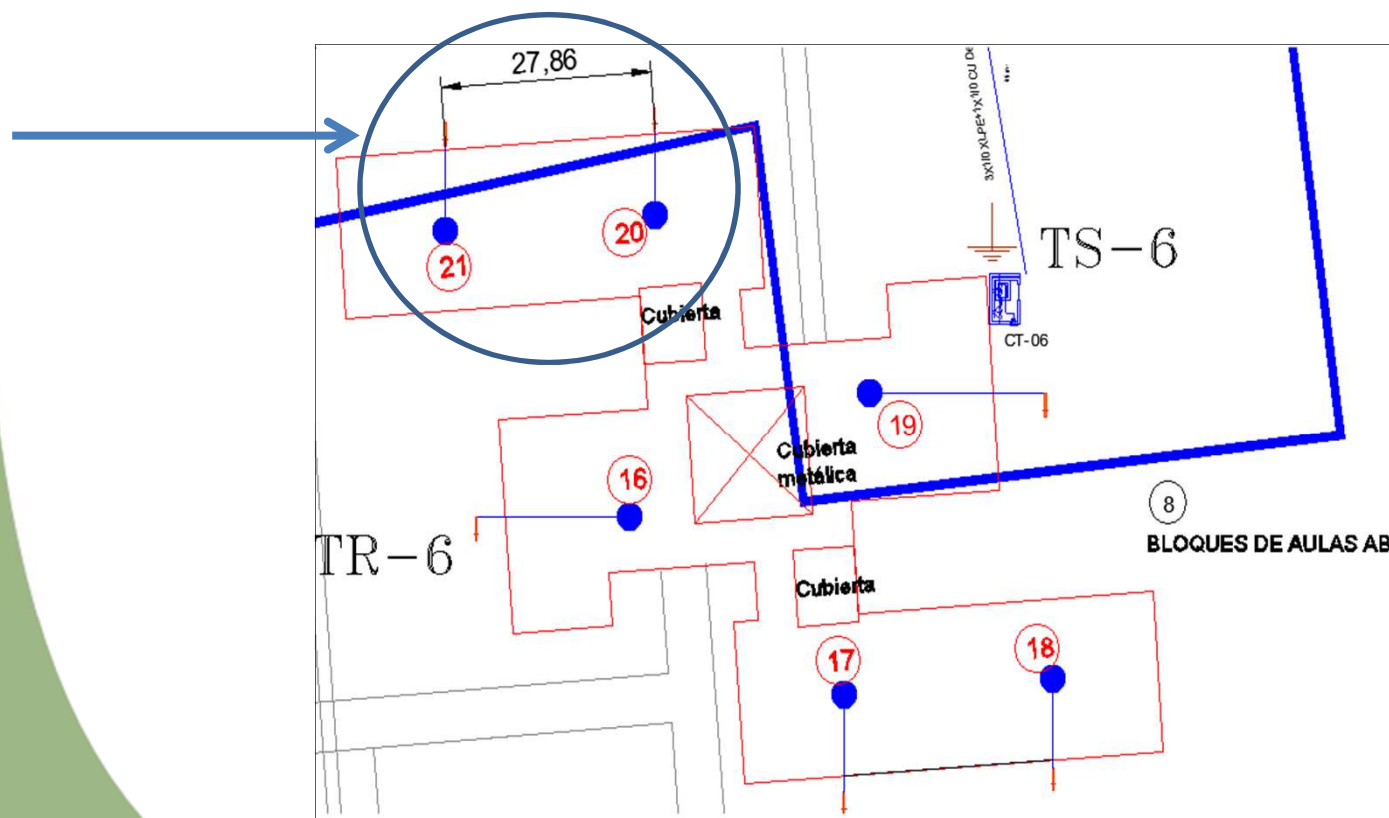 27,86
3X1/0 XLPE+1X1/0 CU De
TS-6
20
21
Cubierta
CT-06
19
Cubierta
metálica
16
8
TR-6
BLOQUES DE AULAS AB
Cubierta
18
17